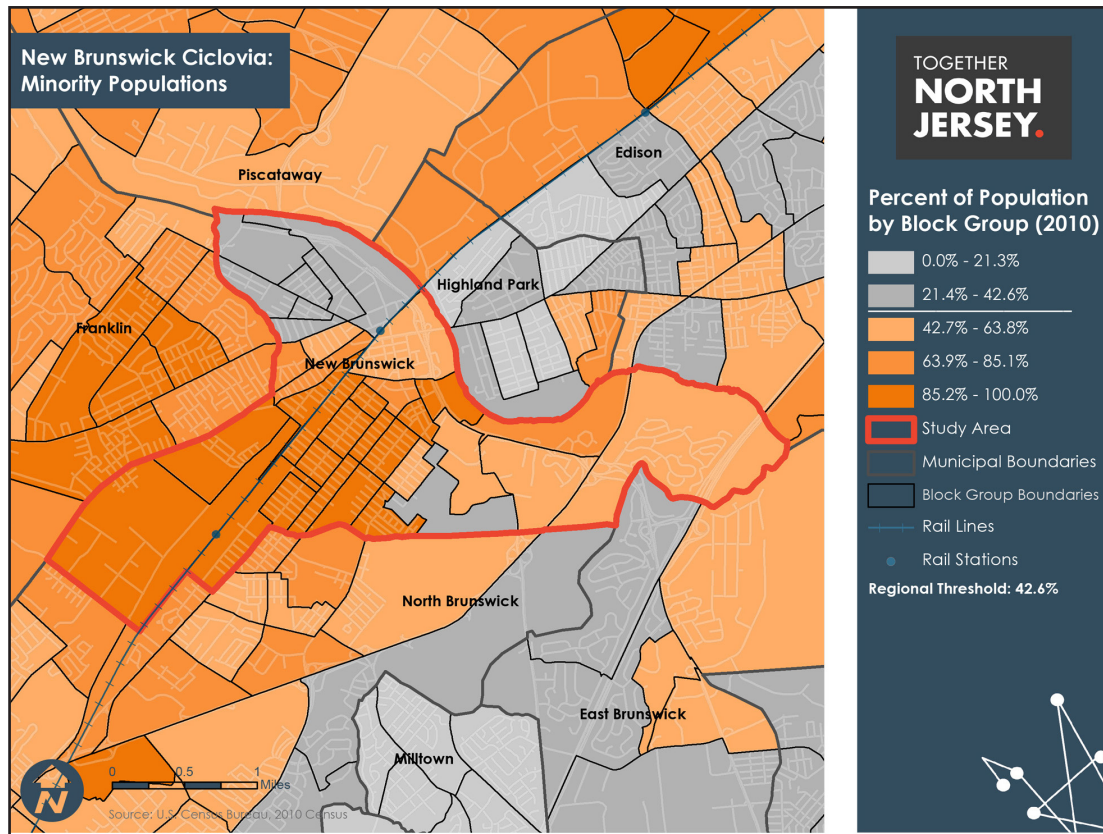 New Brunswick Ciclovia:
Minority Populations
Piscataway
Edison
Highland Park
Franklin
New Brunswick
North Brunswick
East Brunswick
Milltown
N
0 0.5 1
Miles
Source: U.S. Census Bureau, 2010 Census
TOGETHER
NORTH
JERSEY.
Percent of Population
by Block Group (2010)
0.0% - 21.3%
21.4% - 42.6%
42.7% - 63.8%
63.9% - 85.1%
85.2% - 100.0%
Study Area
Municipal Boundaries
Block Group Boundaries
Rail Lines
Rail Stations
Regional Threshold: 42.6%